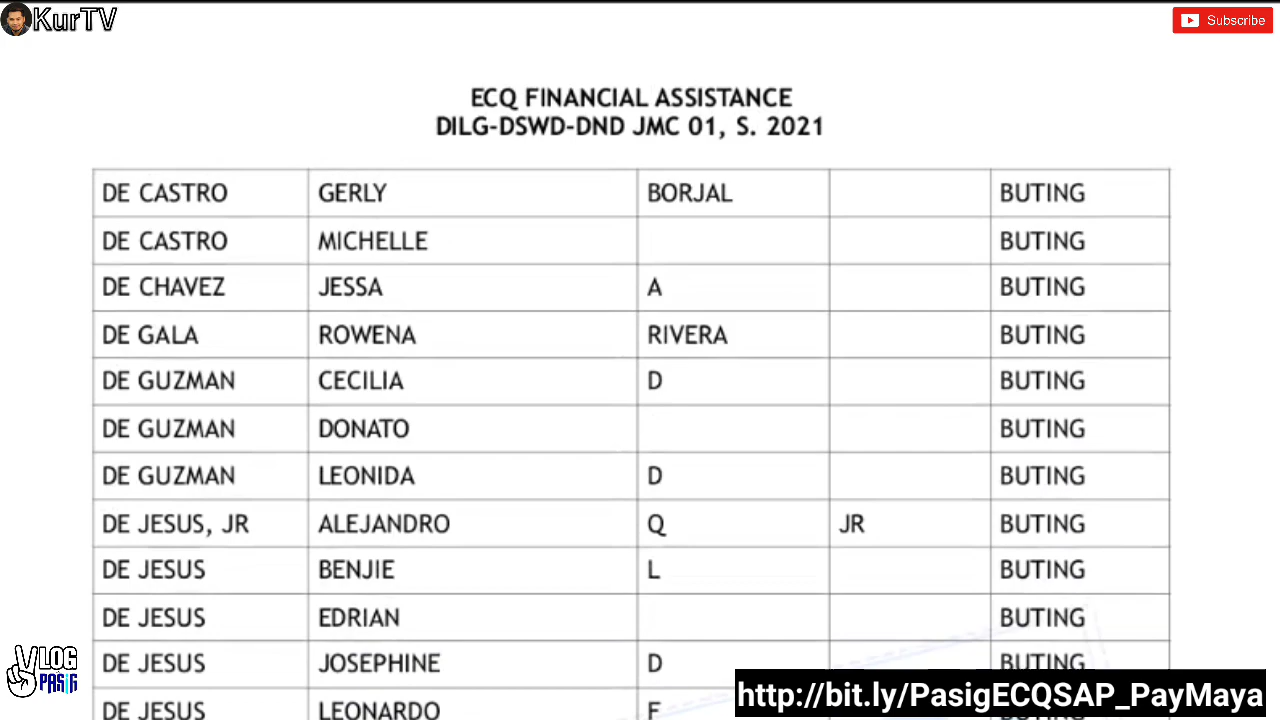 KurTV
Subscribe
ECQ FINANCIAL ASSISTANCE
DILG-DSWD-DND JMC 01, S. 2021
DE CASTRO GERLY BORJAL BUTING
DE CASTRO MICHELLE BUTING
DE CHAVEZ JESSA A BUTING
DE GALA ROWENA RIVERA BUTING
DE GUZMAN CECILIA D BUTING
DE GUZMAN DONATO BUTING
DE GUZMAN LEONIDA D BUTING
DE JESUS, JR ALEJANDRO Q JR BUTING
DE JESUS BENJIE L BUTING
DE JESUS EDRIAN BUTING
DE JESUS JOSEPHINE D BUTING
DE JESUS LEONARDO
VLOG
PASIG
http://bit.ly/PasigECQSAP_PayMaya